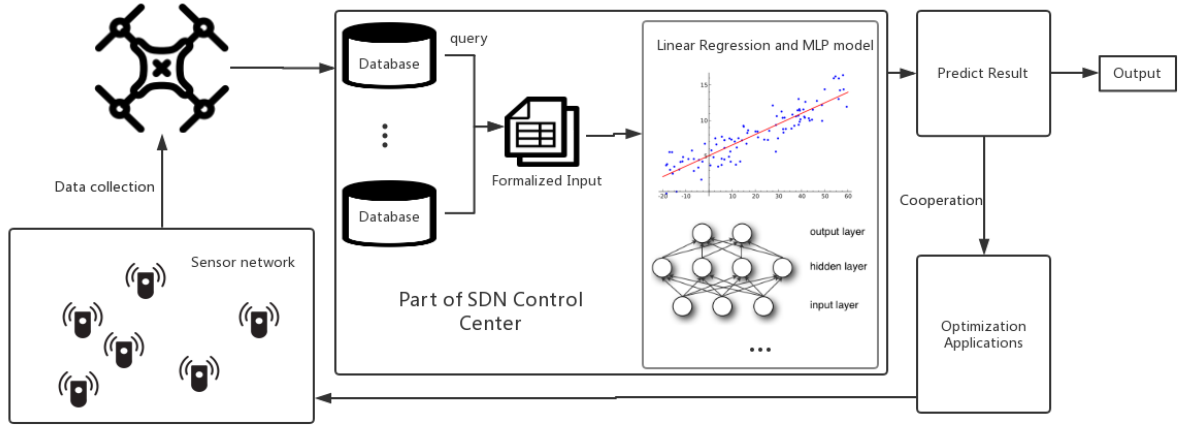 Data collection
Sensor network
Database
query
Database
Formalized Input
Part of SDN Control
Center
Linear Regression and MLP model
15
10
5
-20 -10 0 10 20 30 40 50 60
output layer
hidden layer
input layer
Predict Result
Output
Cooperation
Optimization
Applications